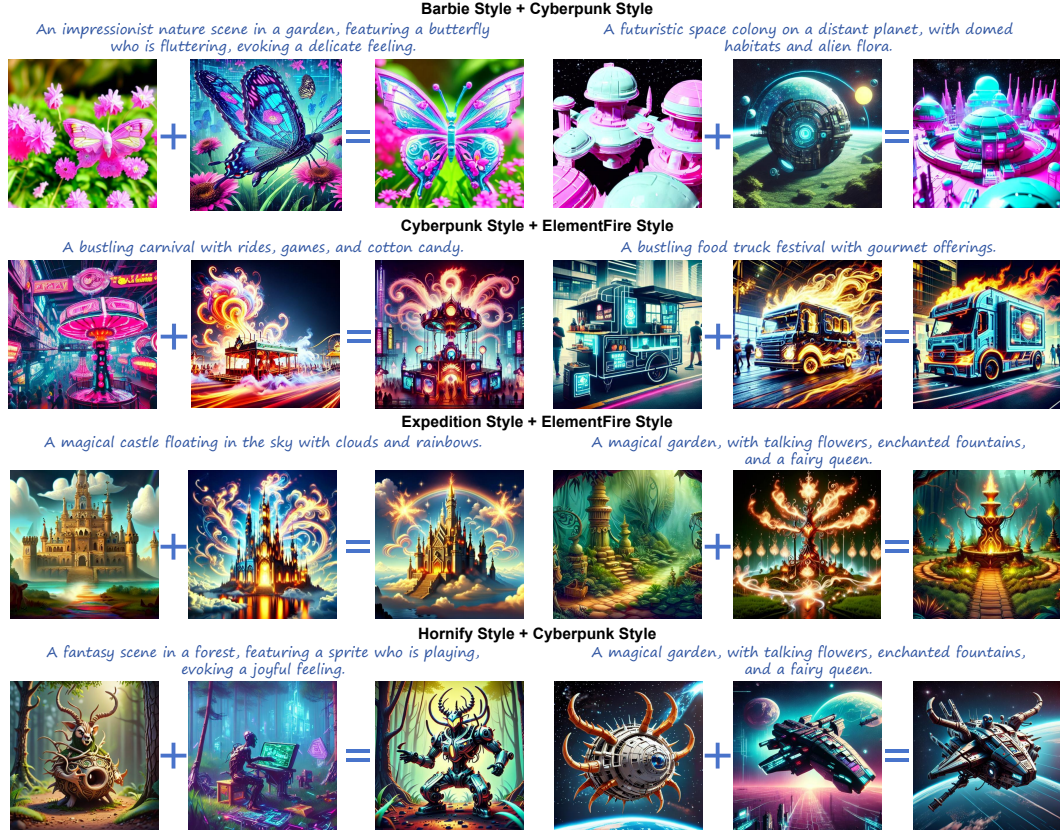 Barbie Style + Cyberpunk Style
An impressionist nature scene in a garden, featuring a butterfly
who is fluttering, evoking a delicate feeling.
A futuristic space colony on a distant planet, with domed
habitats and alien flora.
+
=
+
=
Cyberpunk Style + ElementFire Style
A bustling carnival with rides, games, and cotton candy.
A bustling food truck festival with gourmet offerings.
+
=
+
=
Expedition Style + ElementFire Style
A magical castle floating in the sky with clouds and rainbows.
A magical garden, with talking flowers, enchanted fountains,
and a fairy queen.
+
=
+
=
Hornify Style + Cyberpunk Style
A fantasy scene in a forest, featuring a sprite who is playing,
evoking a joyful feeling.
A magical garden, with talking flowers, enchanted fountains,
and a fairy queen.
+
=
+
=